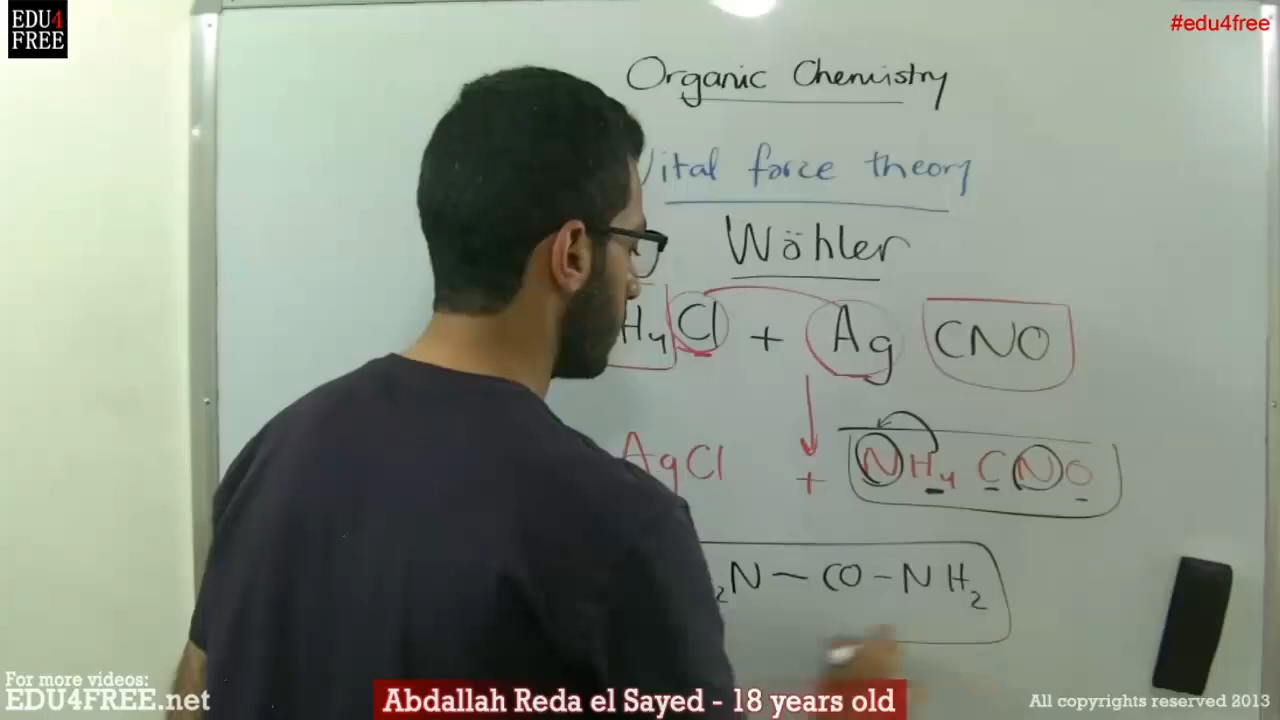 EDU4
FREE
#edu4free
Organic Chemistry
Vital force theory
Wöhler
H4Cl + Ag CNO
AgCl + NH4 CNO
2N - CO - NH2
For more videos:
EDU4FREE.net
Abdallah Reda el Sayed - 18 years old
All copyrights reserved 2013